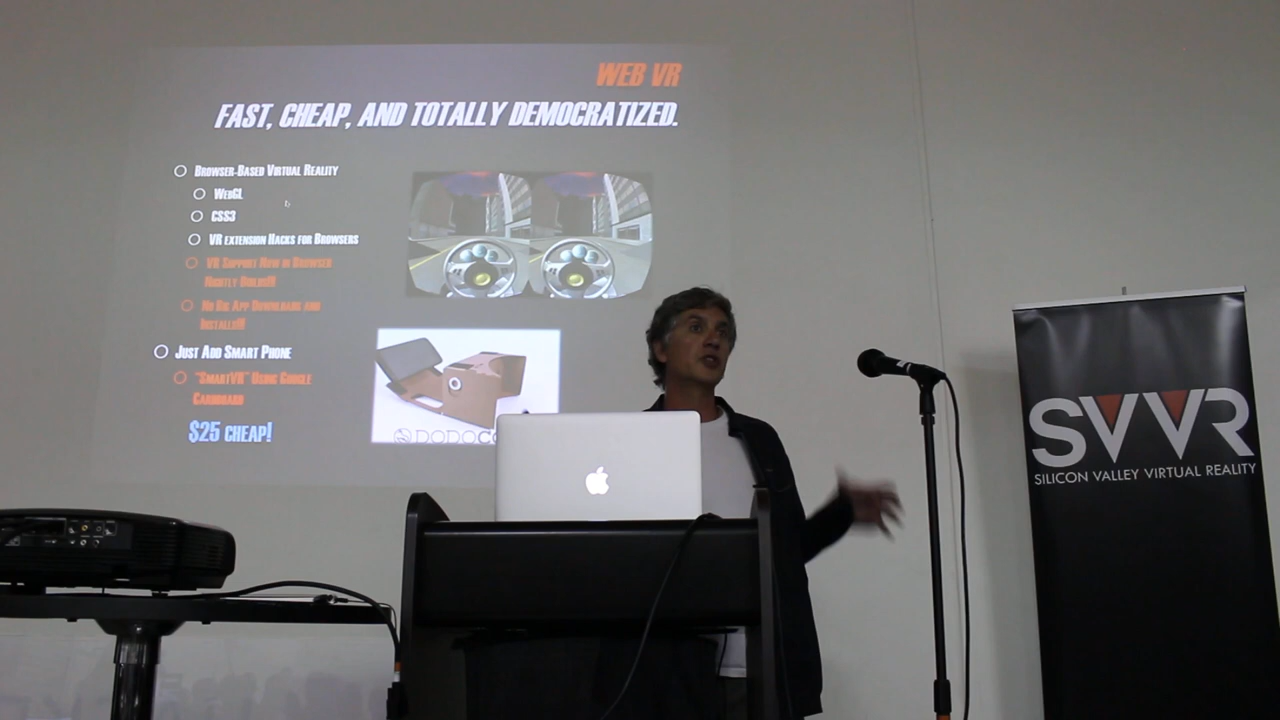 WEB VR
FAST, CHEAP, AND TOTALLY DEMOCRATIZED.
BROWSER-BASED VIRTUAL REALITY
WEBGL
CSS3
VR EXTENSION HACKS FOR BROWSERS
VR SUPPORT NOW IN BROWSER
NIGHTLY BUILDS!!!
NO BIG APP DOWNLOADS AND
INSTALLS!!!
JUST ADD SMART PHONE
"SMARTVR" USING GOOGLE
CARDBOARD
$25 CHEAP!
DODOC
SVVR
SILICON VALLEY VIRTUAL REALITY